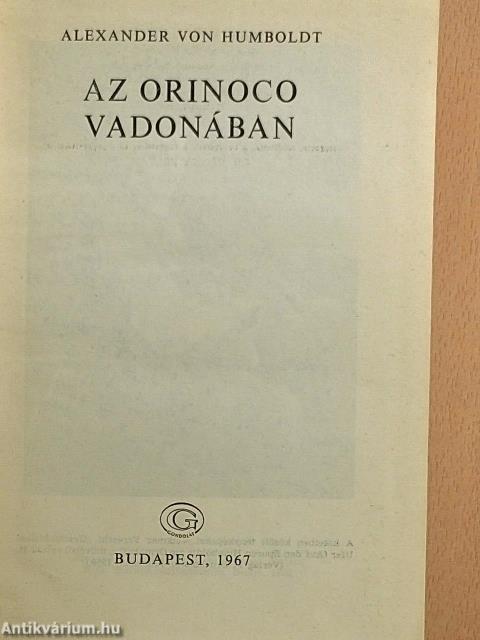 ALEXANDER VON HUMBOLDT
AZ ORINOCO
VADONÁBAN
G
GONDOLAT
BUDAPEST, 1967
Antikvárium.hu